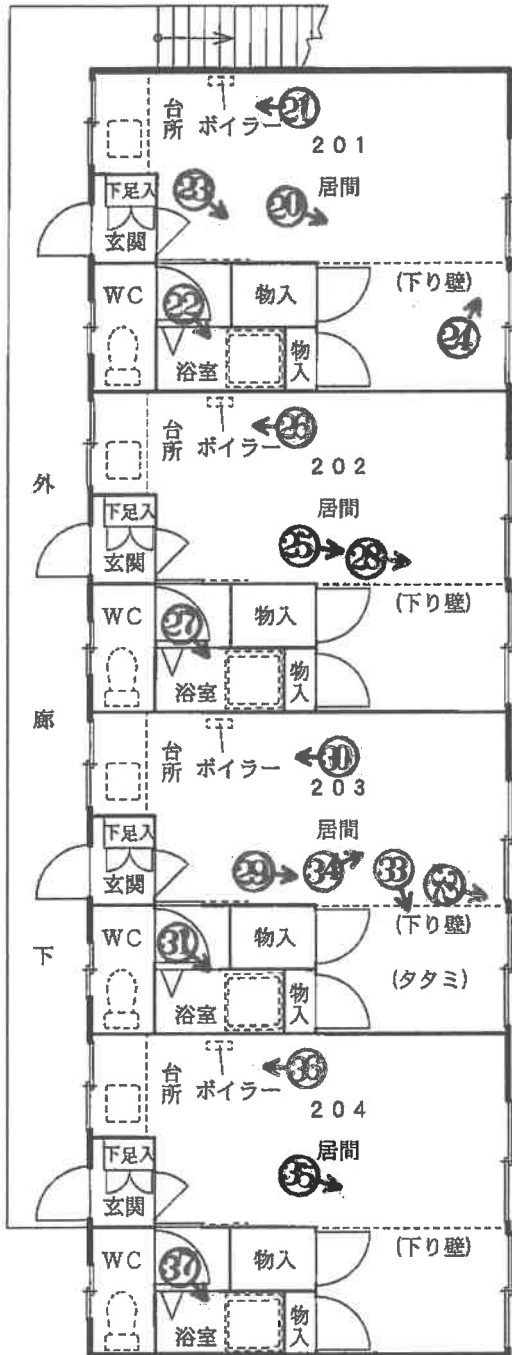 台所 ボイラー ㉑
201
㉓ ⑳ 居間
下足入
玄関
WC ㉒ 物入 (下り壁)
㉔
浴室 物入
台所 ボイラー ㉖
202
外
居間
下足入 ㉕ ㉘
玄関
WC ㉗ 物入 (下り壁)
浴室 物入
廊
台所 ボイラー ㉚
203
居間
下足入 ㉙ ㉞ ㉝
玄関
(下り壁)
下 WC ㉛ 物入
(タタミ)
浴室 物入
台所 ボイラー ㊱
204
下足入 居間
㉟
玄関
WC ㊲ 物入 (下り壁)
浴室 物入